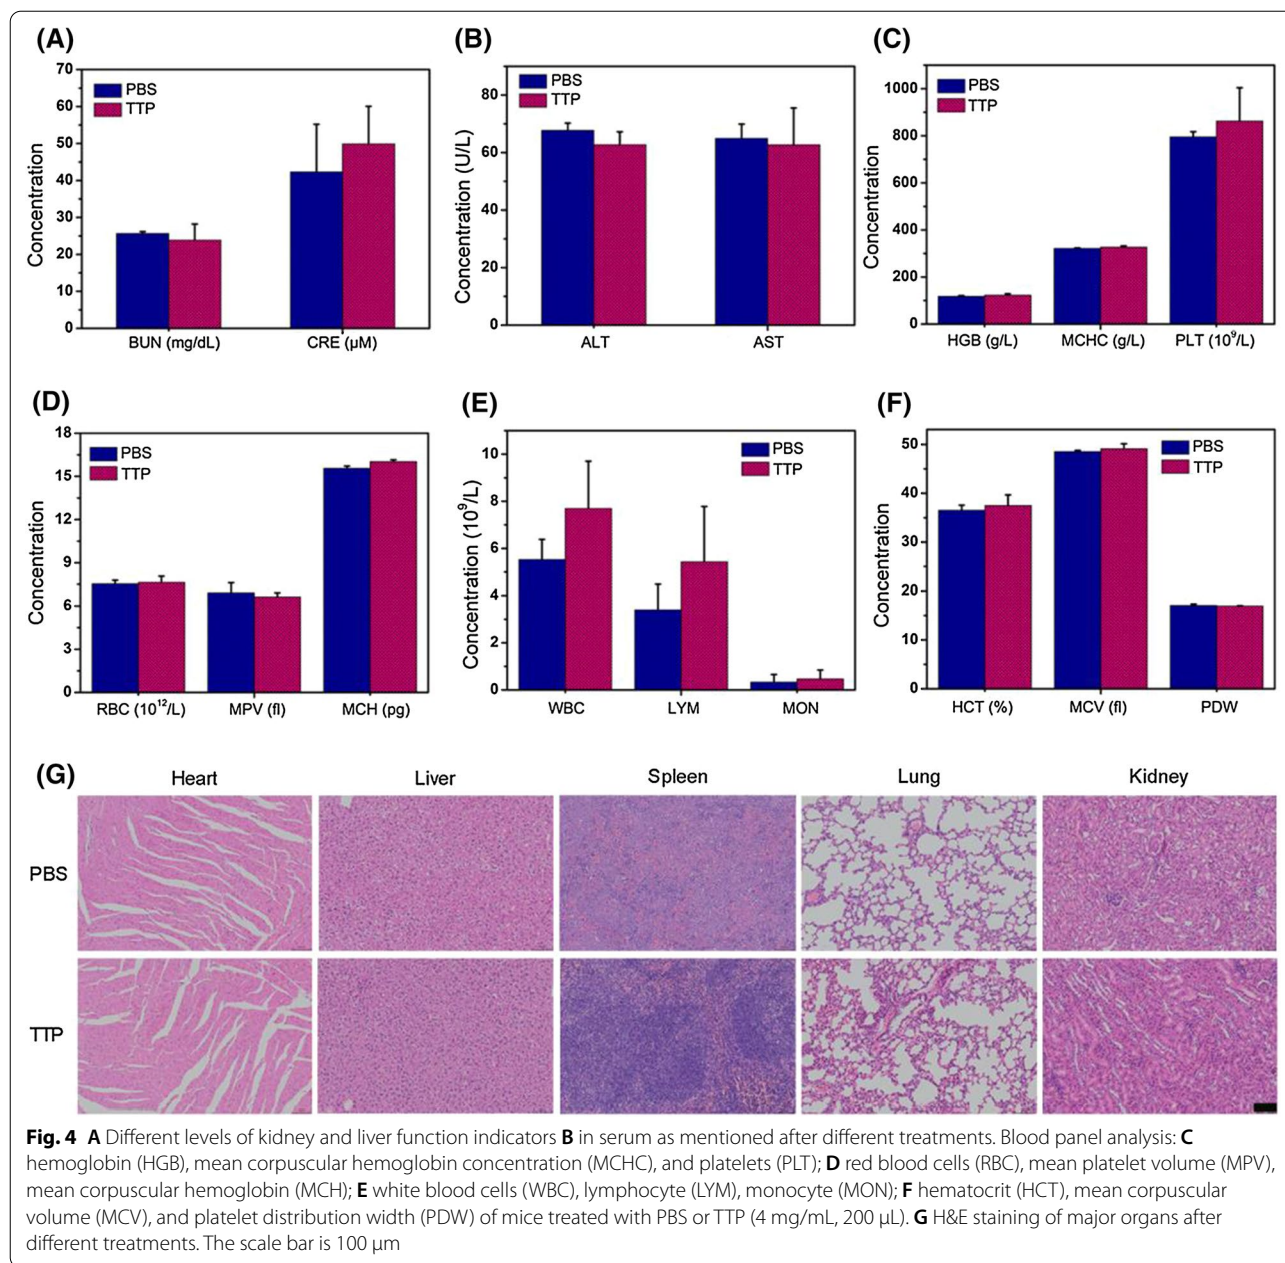 (A)
70
60
50
40
30
20
10
0
Concentration
PBS
TTP
BUN (mg/dL)
CRE (µM)
(B)
80
60
40
20
0
Concentration (U/L)
PBS
TTP
ALT
AST
(C)
1000
800
600
400
200
0
Concentration
PBS
TTP
HGB (g/L)
MCHC (g/L)
PLT (10⁹/L)
(D)
18
15
12
9
6
3
0
Concentration
PBS
TTP
RBC (10¹²/L)
MPV (fl)
MCH (pg)
(E)
10
8
6
4
2
0
Concentration (10⁹/L)
PBS
TTP
WBC
LYM
MON
(F)
50
40
30
20
10
0
Concentration
PBS
TTP
HCT (%)
MCV (fl)
PDW
(G)
Heart
Liver
Spleen
Lung
Kidney
PBS
TTP
Fig. 4 A Different levels of kidney and liver function indicators B in serum as mentioned after different treatments. Blood panel analysis: C
hemoglobin (HGB), mean corpuscular hemoglobin concentration (MCHC), and platelets (PLT); D red blood cells (RBC), mean platelet volume (MPV),
mean corpuscular hemoglobin (MCH); E white blood cells (WBC), lymphocyte (LYM), monocyte (MON); F hematocrit (HCT), mean corpuscular
volume (MCV), and platelet distribution width (PDW) of mice treated with PBS or TTP (4 mg/mL, 200 µL). G H&E staining of major organs after
different treatments. The scale bar is 100 µm